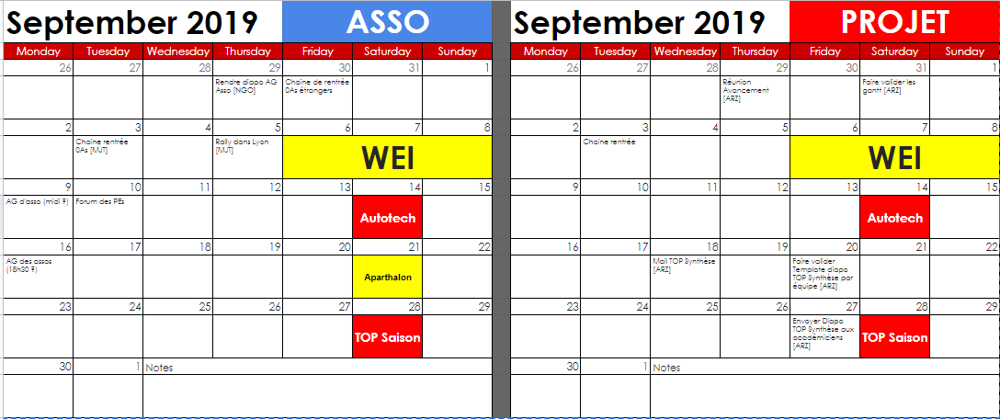 September 2019 ASSO
Monday Tuesday Wednesday Thursday Friday Saturday Sunday
26 27 28 29 30 31 1
Rendre diapo AG
Asso [NGO]
Chaine de rentrée
0As étrangers
2 3 4 5 6 7 8
Chaine rentrée
0As [MJT]
Rally dans Lyon
[MJT]
WEI
9 10 11 12 13 14 15
AG d'asso (midi ?)
Forum des PEs
Autotech
16 17 18 19 20 21 22
AG des assos
(18h30 ?)
Aparthalon
23 24 25 26 27 28 29
TOP Saison
30 1 Notes
September 2019 PROJET
Monday Tuesday Wednesday Thursday Friday Saturday Sunday
26 27 28 29 30 31 1
Réunion
Avancement
[ARZ]
Faire valider les
gantt [ARZ]
2 3 4 5 6 7 8
Chaine rentrée
WEI
9 10 11 12 13 14 15
Autotech
16 17 18 19 20 21 22
Mail TOP Synthèse
[ARZ]
Faire valider
Template diapo
TOP Synthèse par
équipe [ARZ]
23 24 25 26 27 28 29
Envoyer Diapo
TOP Synthèse aux
académiciens
[ARZ]
TOP Saison
30 1 Notes